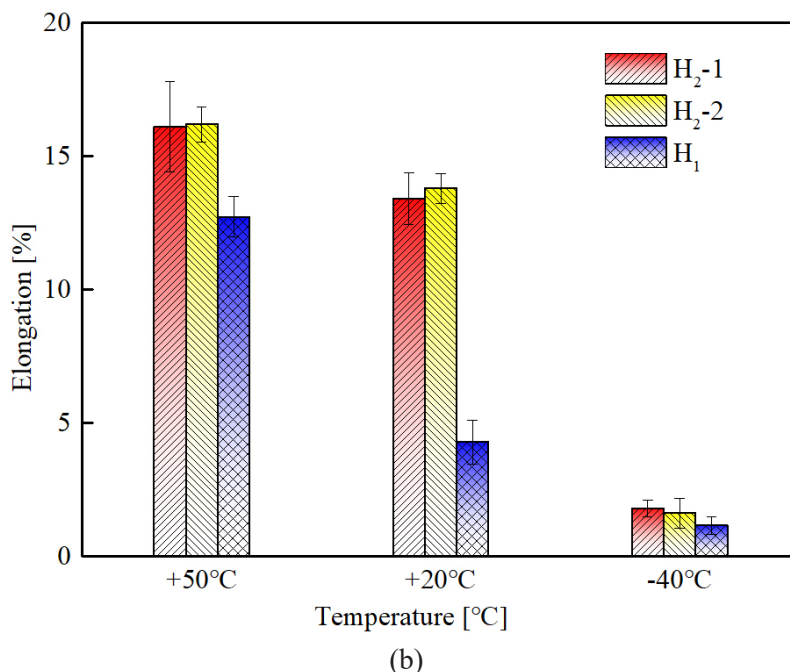 20
15
10
5
0
Elongation [%]
H₂-1
H₂-2
H₁
+50℃
+20℃
-40℃
Temperature [℃]
(b)